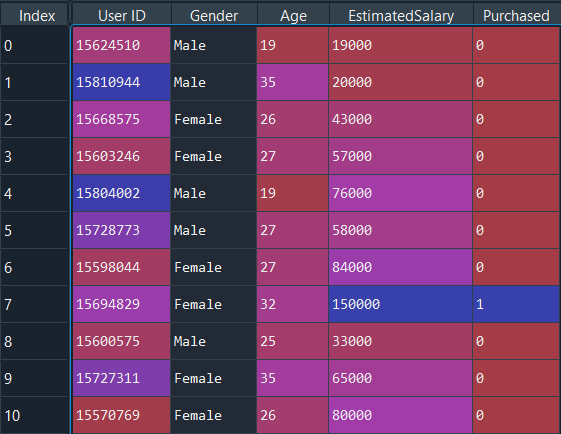 Index User ID Gender Age EstimatedSalary Purchased
0 15624510 Male 19 19000 0
1 15810944 Male 35 20000 0
2 15668575 Female 26 43000 0
3 15603246 Female 27 57000 0
4 15804002 Male 19 76000 0
5 15728773 Male 27 58000 0
6 15598044 Female 27 84000 0
7 15694829 Female 32 150000 1
8 15600575 Male 25 33000 0
9 15727311 Female 35 65000 0
10 15570769 Female 26 80000 0